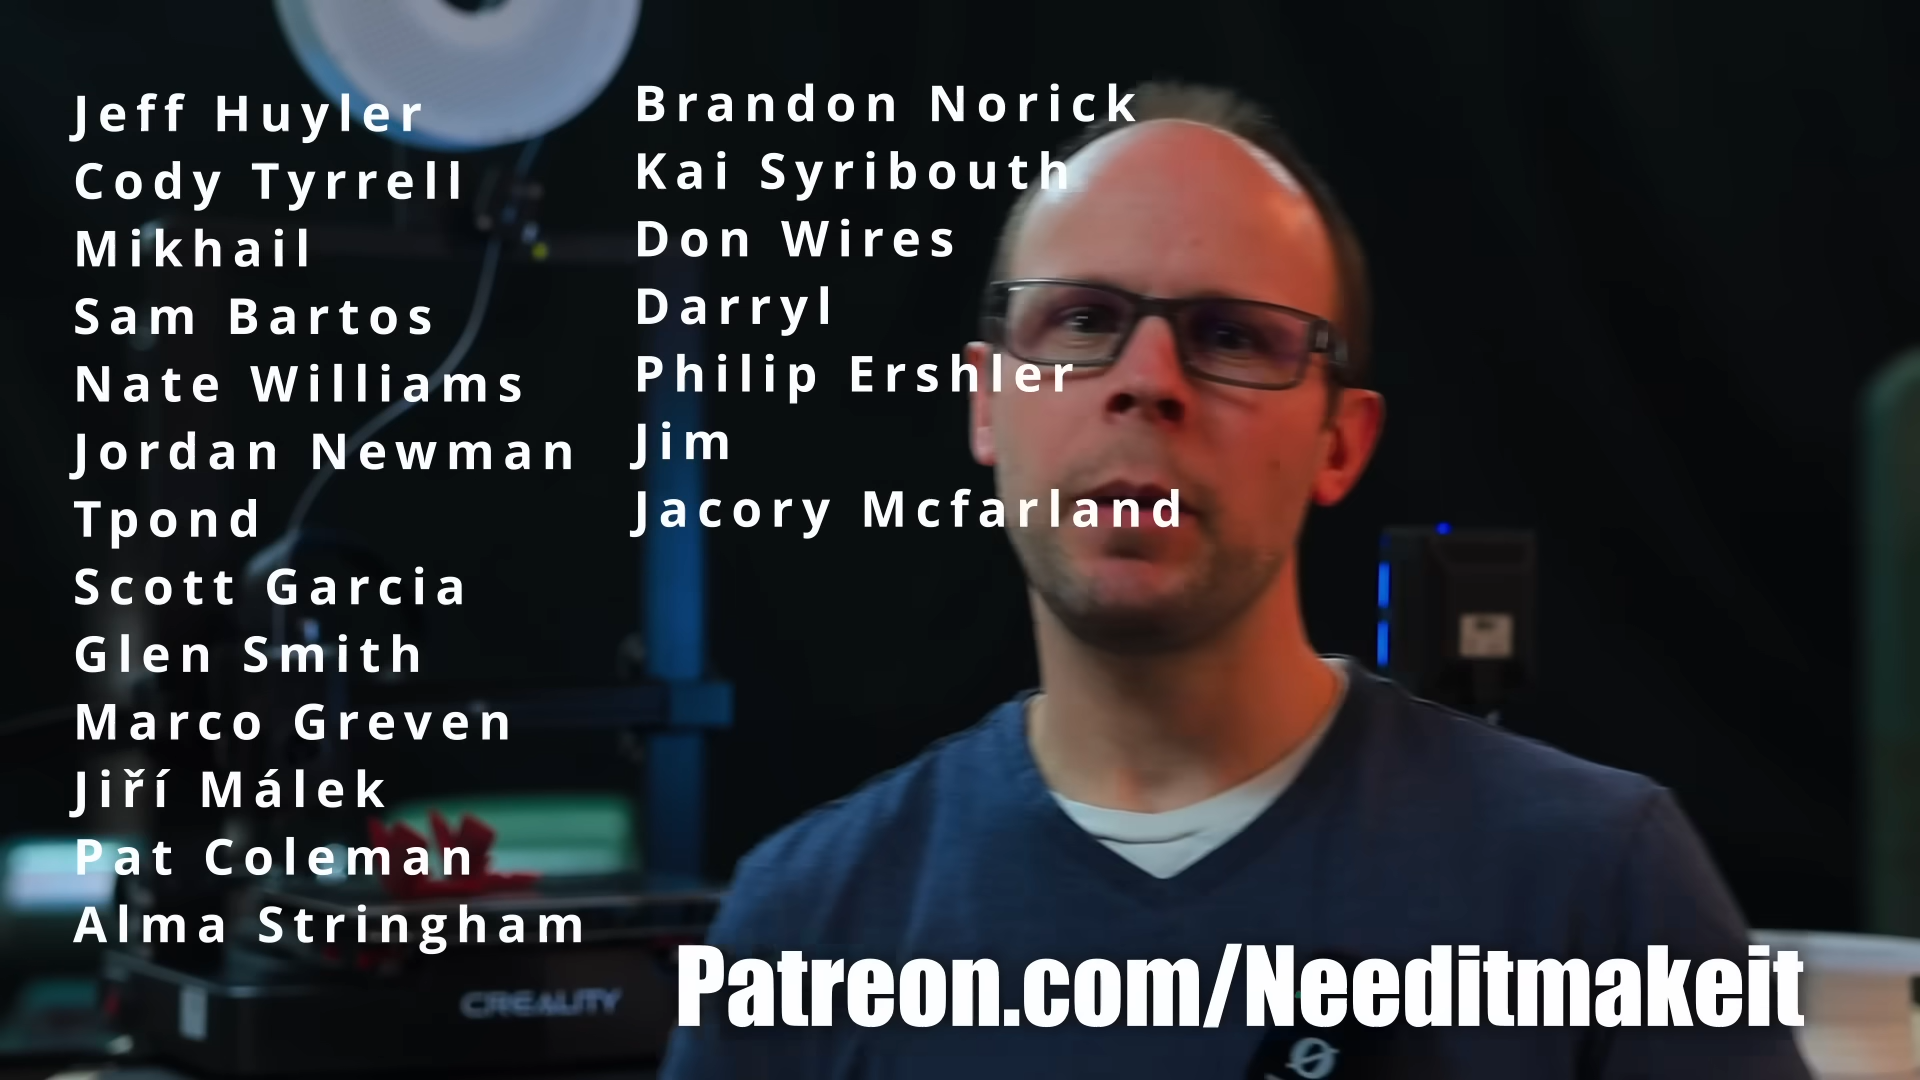 Jeff Huyler
Cody Tyrrell
Mikhail
Sam Bartos
Nate Williams
Jordan Newman
Tpond
Scott Garcia
Glen Smith
Marco Greven
Jiří Málek
Pat Coleman
Alma Stringham
Brandon Norick
Kai Syribouth
Don Wires
Darryl
Philip Ershler
Jim
Jacory Mcfarland
CREALITY
Patreon.com/Needitmakeit